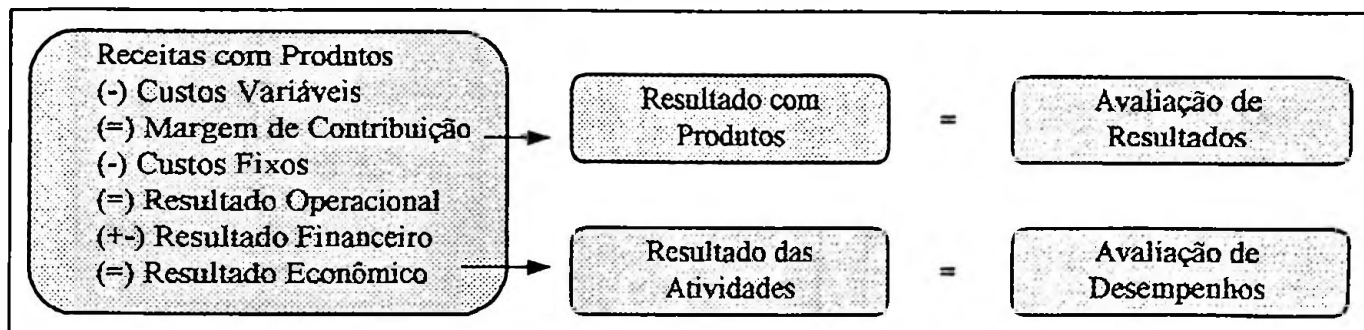 Receitas com Produtos
(-) Custos Variáveis
(=) Margem de Contribuição
(-) Custos Fixos
(=) Resultado Operacional
(+-) Resultado Financeiro
(=) Resultado Econômico
Resultado com
Produtos
=
Avaliação de
Resultados
Resultado das
Atividades
=
Avaliação de
Desempenhos